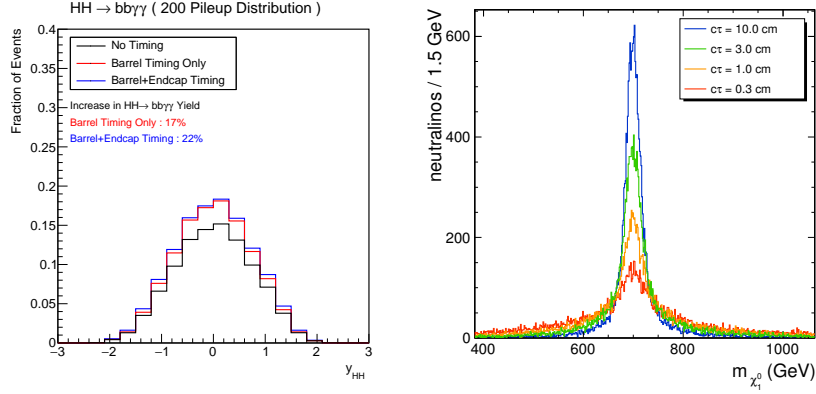 HH → bbγγ ( 200 Pileup Distribution )
Fraction of Events
0.4
0.35
0.3
0.25
0.2
0.15
0.1
0.05
0
No Timing
Barrel Timing Only
Barrel+Endcap Timing
Increase in HH→ bbγγ Yield
Barrel Timing Only : 17%
Barrel+Endcap Timing : 22%
−3 −2 −1 0 1 2 3
y_HH
neutralinos / 1.5 GeV
600
400
200
0
cτ = 10.0 cm
cτ = 3.0 cm
cτ = 1.0 cm
cτ = 0.3 cm
400 600 800 1000
m_χ̃⁰₁ (GeV)